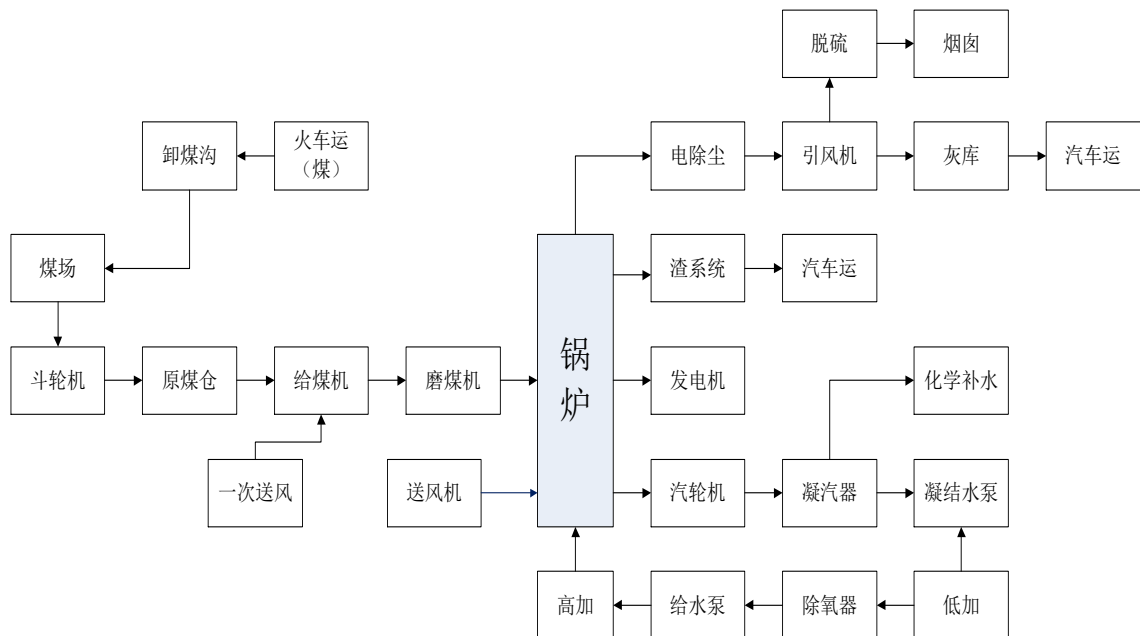 脱硫
烟囱
卸煤沟
火车运
（煤）
电除尘
引风机
灰库
汽车运
煤场
渣系统
汽车运
锅
炉
斗轮机
原煤仓
给煤机
磨煤机
发电机
化学补水
一次送风
送风机
汽轮机
凝汽器
凝结水泵
高加
给水泵
除氧器
低加